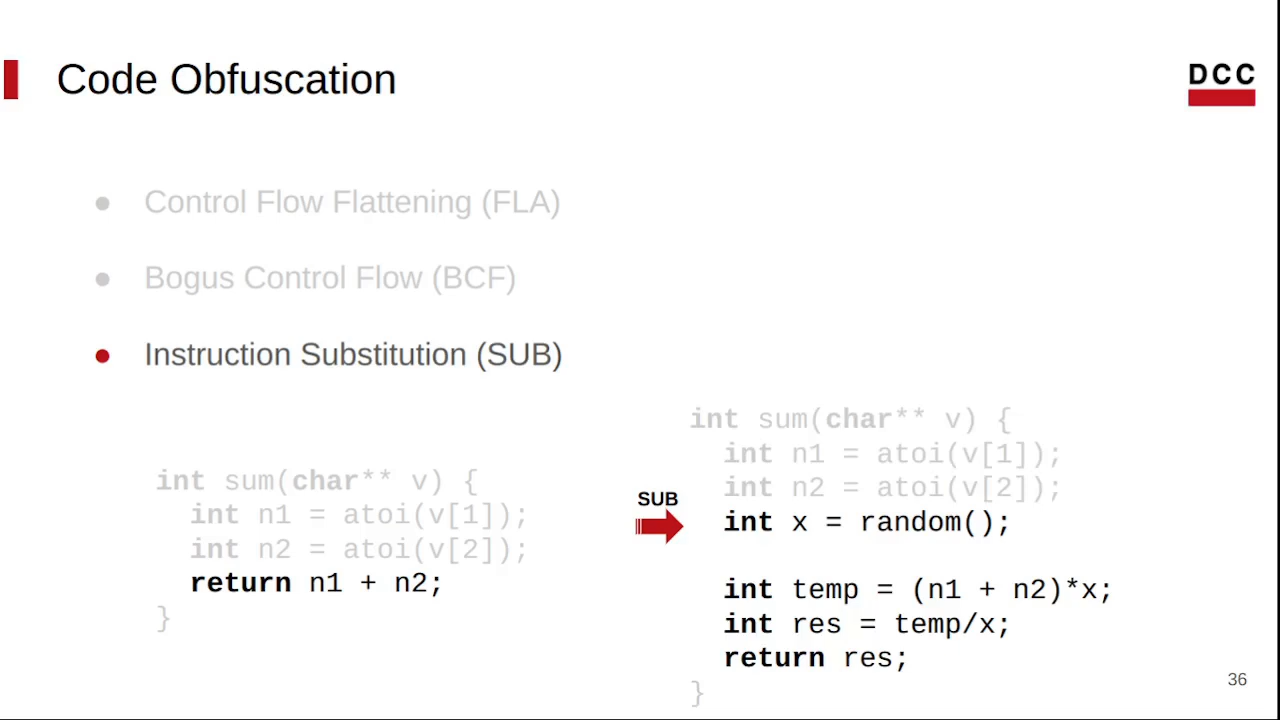 Code Obfuscation
DCC
● Control Flow Flattening (FLA)
● Bogus Control Flow (BCF)
● Instruction Substitution (SUB)
int sum(char** v) {
int n1 = atoi(v[1]);
int n2 = atoi(v[2]);
return n1 + n2;
}
SUB
int sum(char** v) {
int n1 = atoi(v[1]);
int n2 = atoi(v[2]);
int x = random();
int temp = (n1 + n2)*x;
int res = temp/x;
return res;
}
36